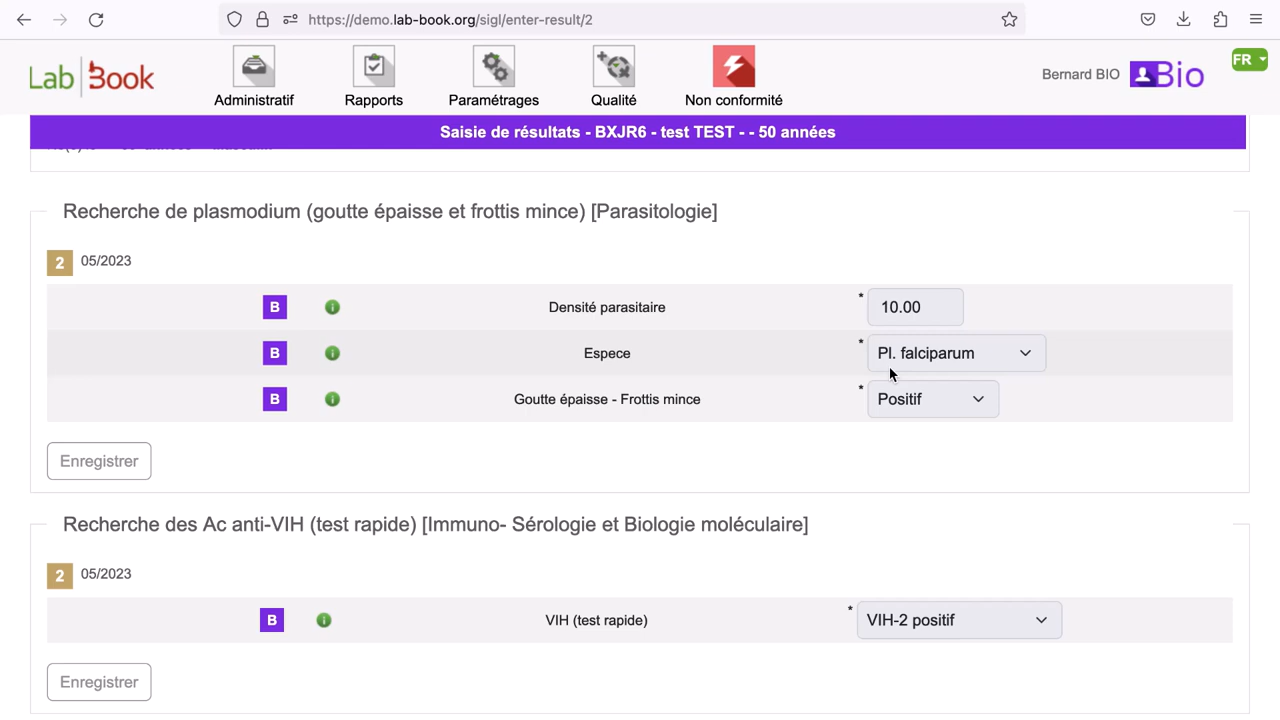 https://demo.lab-book.org/sigl/enter-result/2
Lab Book
Administratif
Rapports
Paramétrages
Qualité
Non conformité
Bernard BIO
Bio
FR
Saisie de résultats - BXJR6 - test TEST - - 50 années
Recherche de plasmodium (goutte épaisse et frottis mince) [Parasitologie]
2 05/2023
B i Densité parasitaire * 10.00
B i Espece * Pl. falciparum
B i Goutte épaisse - Frottis mince * Positif
Enregistrer
Recherche des Ac anti-VIH (test rapide) [Immuno- Sérologie et Biologie moléculaire]
2 05/2023
B i VIH (test rapide) * VIH-2 positif
Enregistrer